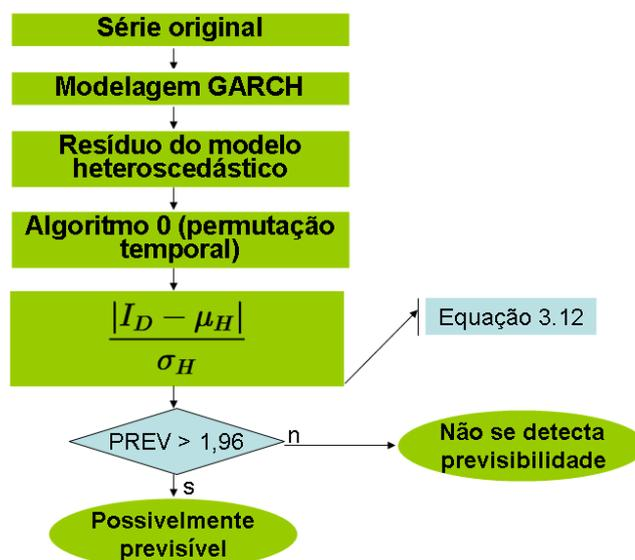 Série original
Modelagem GARCH
Resíduo do modelo
heteroscedástico
Algoritmo 0 (permutação
temporal)
|I_D − μ_H|
σ_H
Equação 3.12
PREV > 1,96
n
Não se detecta
previsibilidade
s
Possivelmente
previsível